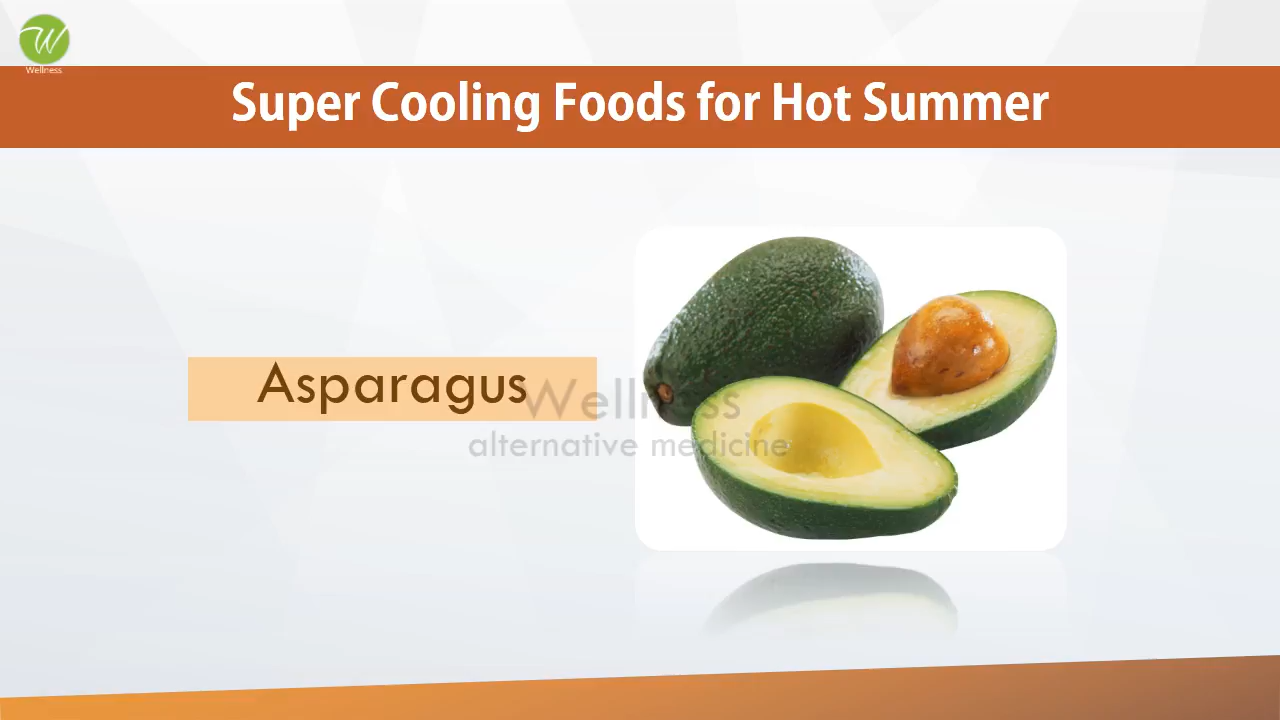 Wellness
Super Cooling Foods for Hot Summer
Asparagus
Wellness
alternative medicine